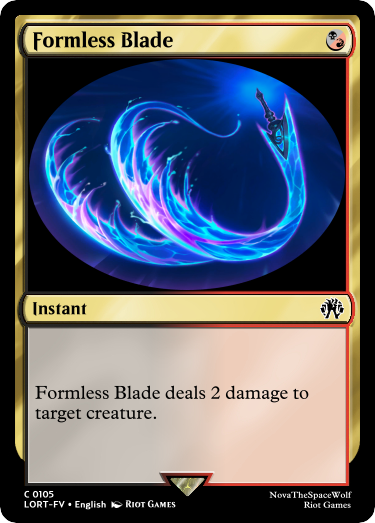 Formless Blade
Instant
Formless Blade deals 2 damage to
target creature.
C 0105
LORT-FV • English Riot Games
NovaTheSpaceWolf
Riot Games